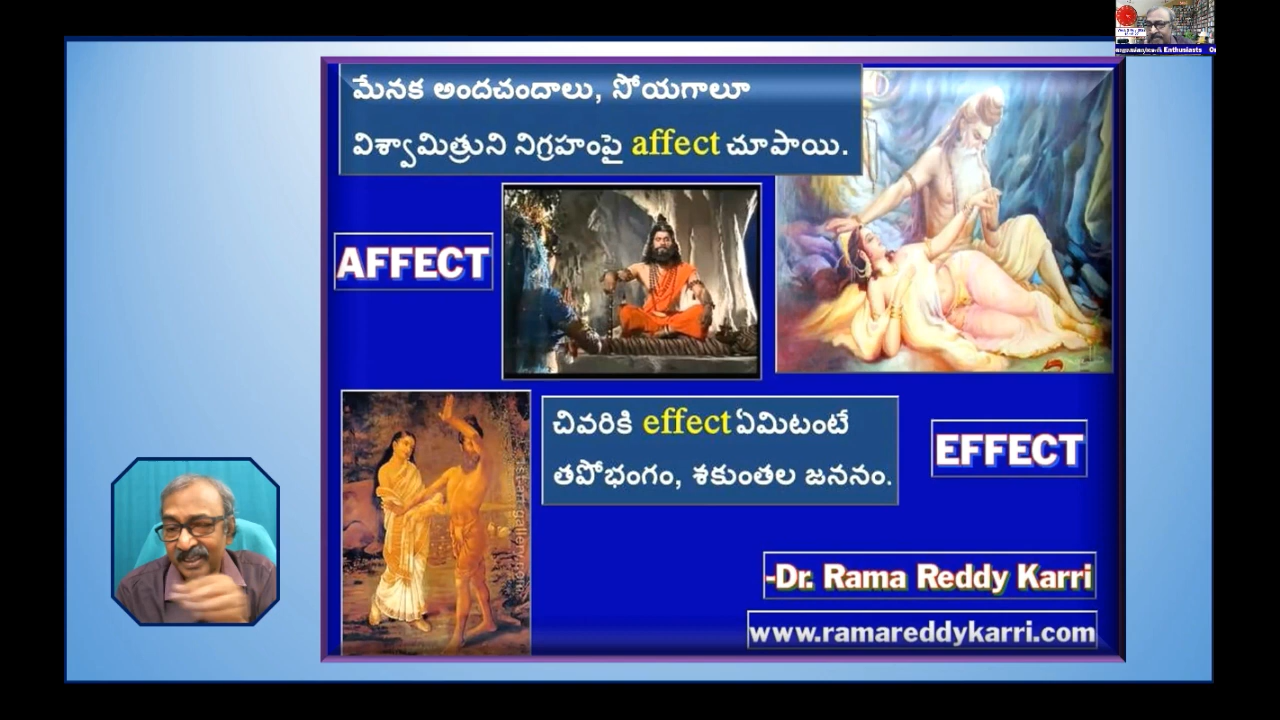 మేనక అందచందాలు, సోయగాలూ
విశ్వామిత్రుని నిగ్రహంపై affect చూపాయి.
AFFECT
చివరికి effect ఏమిటంటే
తపోభంగం, శకుంతల జననం.
EFFECT
-Dr. Rama Reddy Karri
www.ramareddykarri.com
Enthusiasts